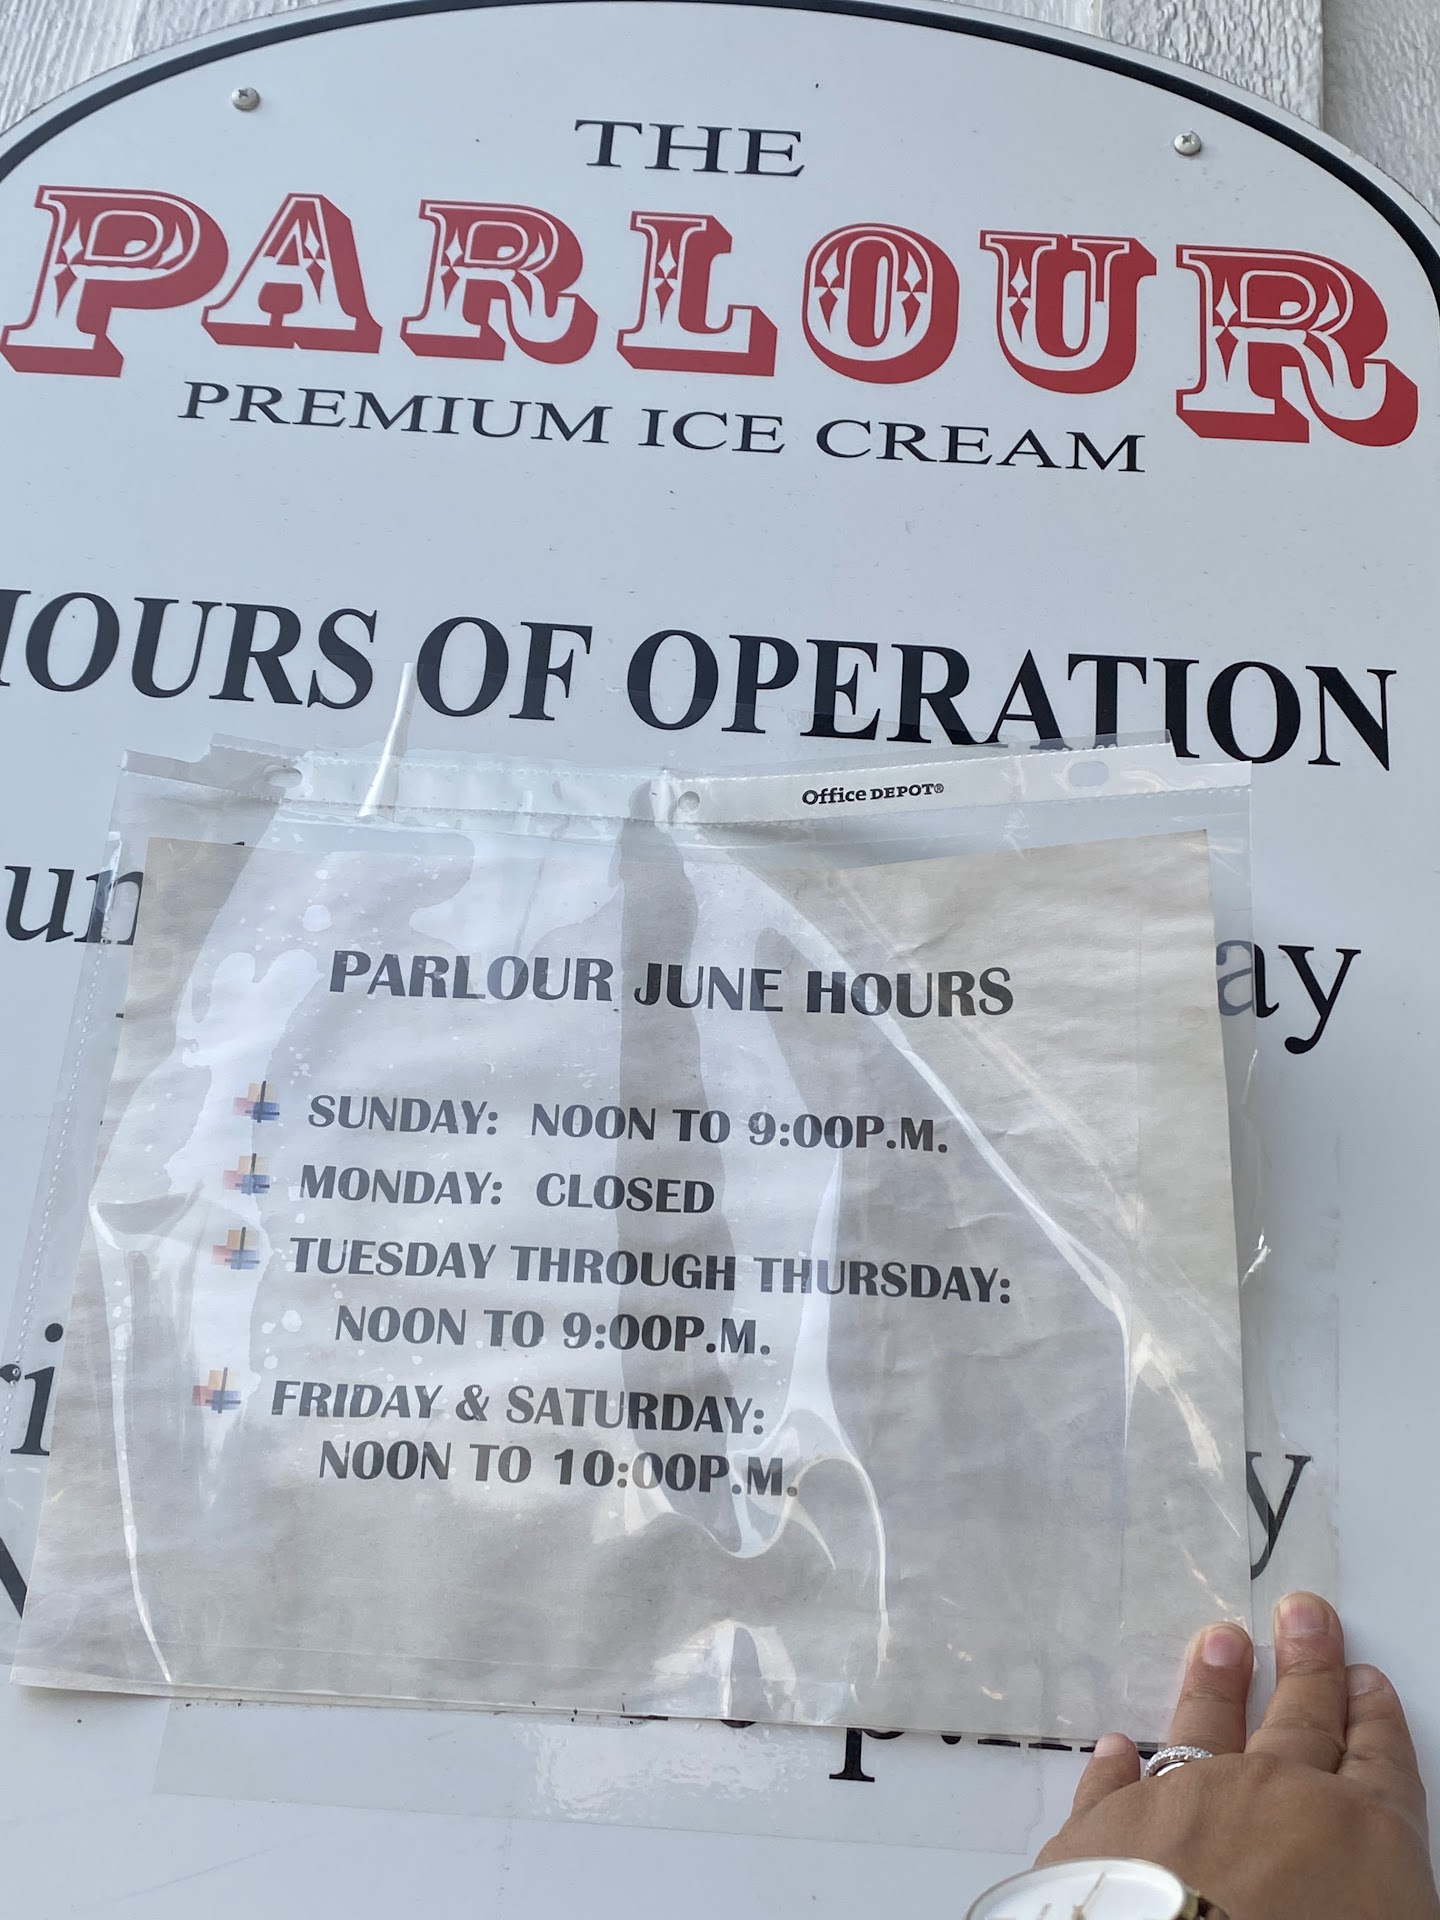 THE
PARLOUR
PREMIUM ICE CREAM
HOURS OF OPERATION
Office DEPOT®
PARLOUR JUNE HOURS
SUNDAY: NOON TO 9:00P.M.
MONDAY: CLOSED
TUESDAY THROUGH THURSDAY:
NOON TO 9:00P.M.
FRIDAY & SATURDAY:
NOON TO 10:00P.M.